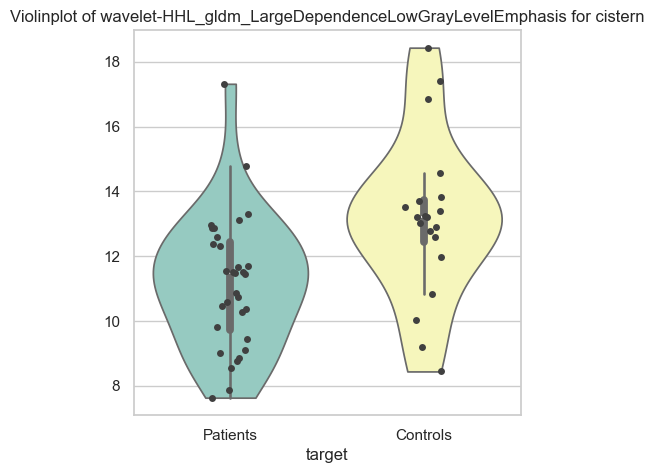 Violinplot of wavelet-HHL_gldm_LargeDependenceLowGrayLevelEmphasis for cistern
18
16
14
12
10
8
Patients Controls
target